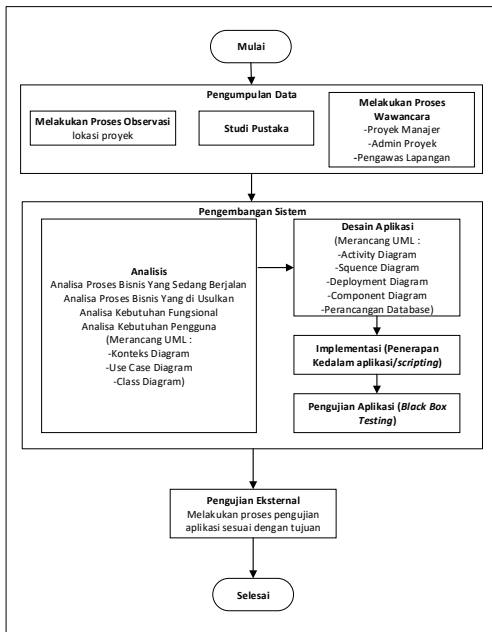 Mulai
Pengumpulan Data
Melakukan Proses Observasi
lokasi proyek
Studi Pustaka
Melakukan Proses
Wawancara
-Proyek Manajer
-Admin Proyek
-Pengawas Lapangan
Pengembangan Sistem
Analisis
Analisa Proses Bisnis Yang Sedang Berjalan
Analisa Proses Bisnis Yang di Usulkan
Analisa Kebutuhan Fungsional
Analisa Kebutuhan Pengguna
(Merancang UML :
-Konteks Diagram
-Use Case Diagram
-Class Diagram)
Desain Aplikasi
(Merancang UML :
-Activity Diagram
-Squence Diagram
-Deployment Diagram
-Component Diagram
-Perancangan Database)
Implementasi (Penerapan
Kedalam aplikasi/scripting)
Pengujian Aplikasi (Black Box
Testing)
Pengujian Eksternal
Melakukan proses pengujian
aplikasi sesuai dengan tujuan
Selesai